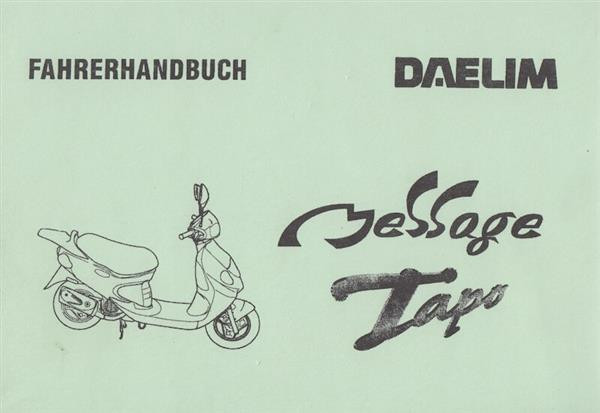 FAHRERHANDBUCH
DAELIM
Message
Tapo